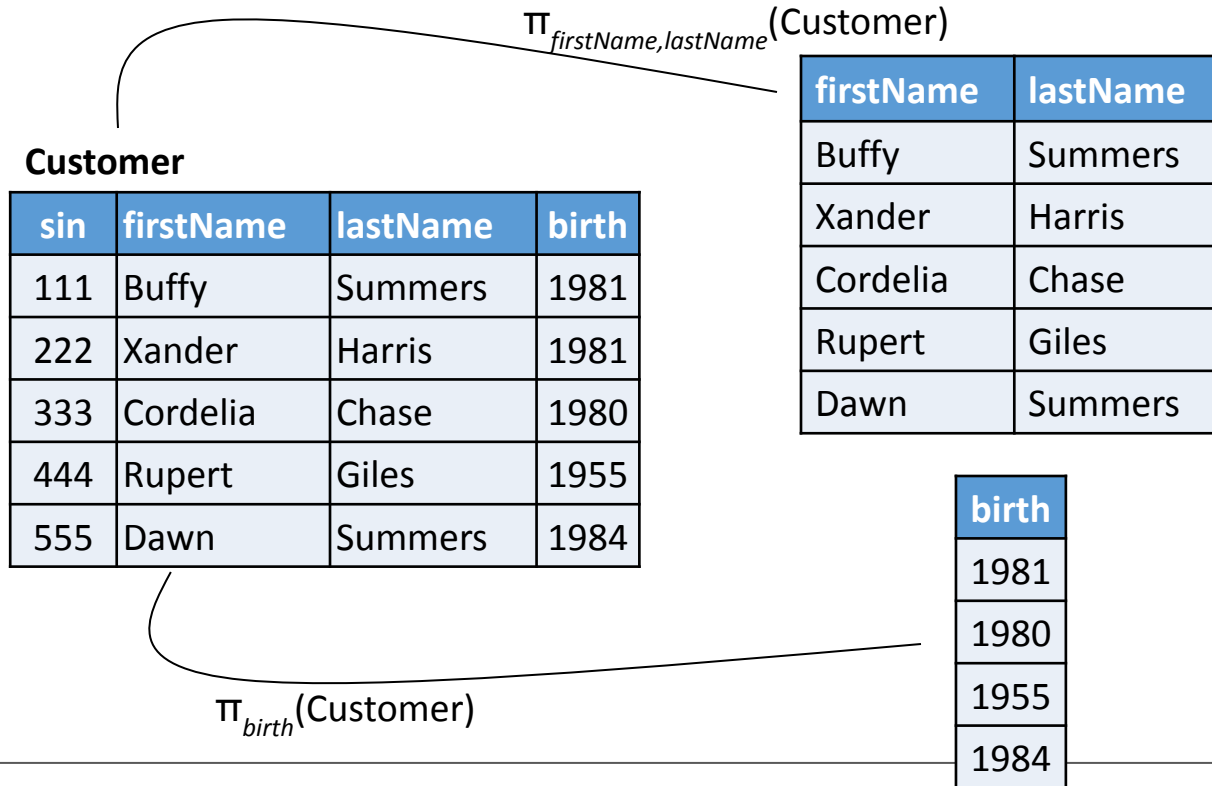 π firstName,lastName(Customer)
firstName lastName
Buffy Summers
Xander Harris
Cordelia Chase
Rupert Giles
Dawn Summers
Customer
sin firstName lastName birth
111 Buffy Summers 1981
222 Xander Harris 1981
333 Cordelia Chase 1980
444 Rupert Giles 1955
555 Dawn Summers 1984
π birth(Customer)
birth
1981
1980
1955
1984